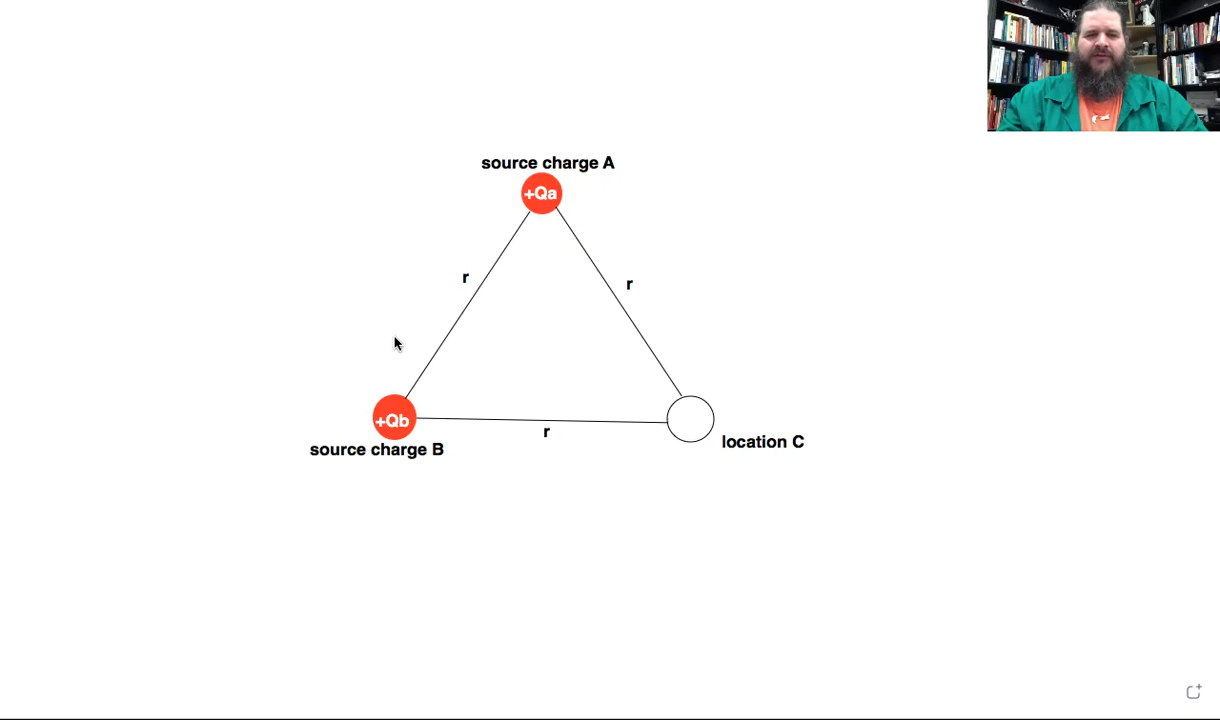 source charge A
+Qa
r
r
+Qb
r
source charge B
location C